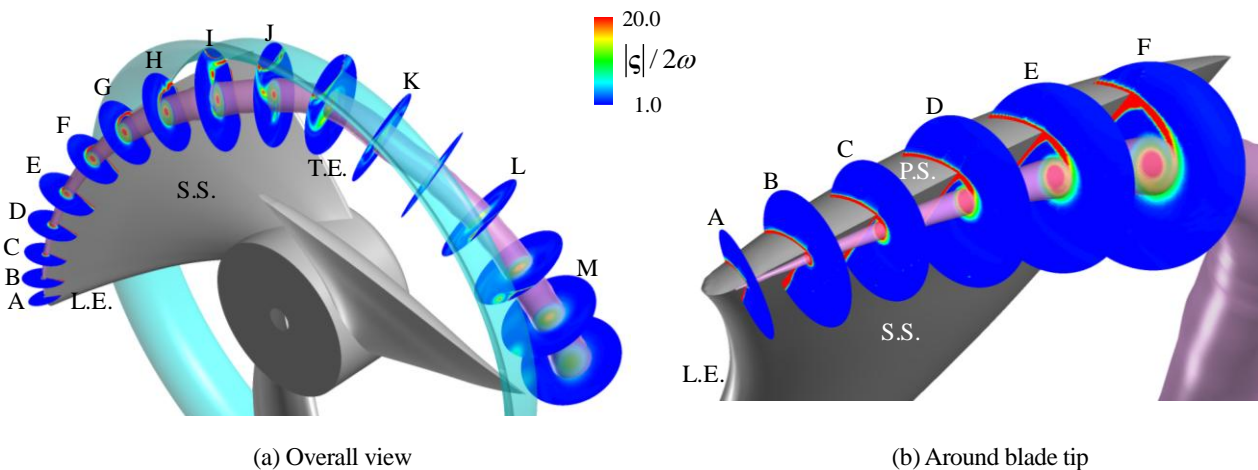 A
B
C
D
E
F
G
H
I
J
K
L
M
S.S.
T.E.
L.E.
20.0
|ς|/2ω
1.0
A
B
C
D
E
F
P.S.
S.S.
L.E.
(a) Overall view
(b) Around blade tip